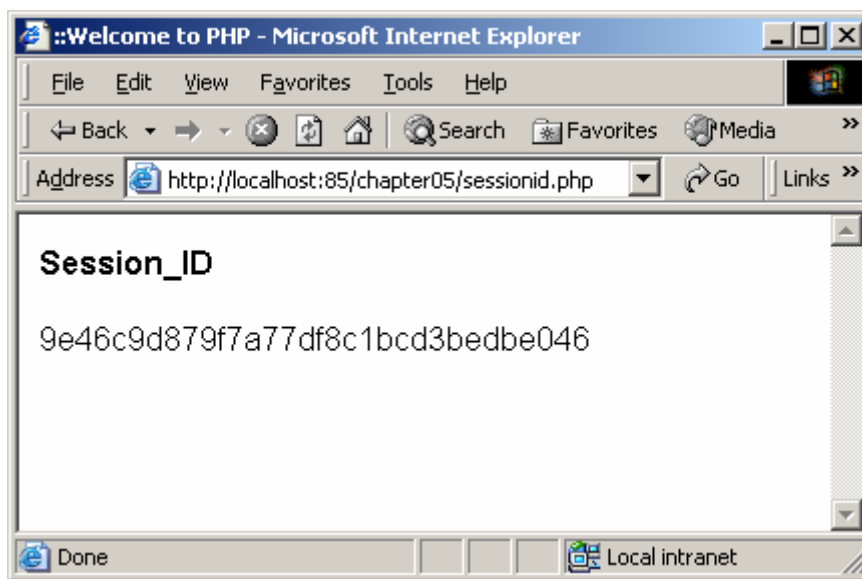 ::Welcome to PHP - Microsoft Internet Explorer
File Edit View Favorites Tools Help
Back Search Favorites Media »
Address http://localhost:85/chapter05/sessionid.php Go Links »
Session_ID
9e46c9d879f7a77df8c1bcd3bedbe046
Done Local intranet